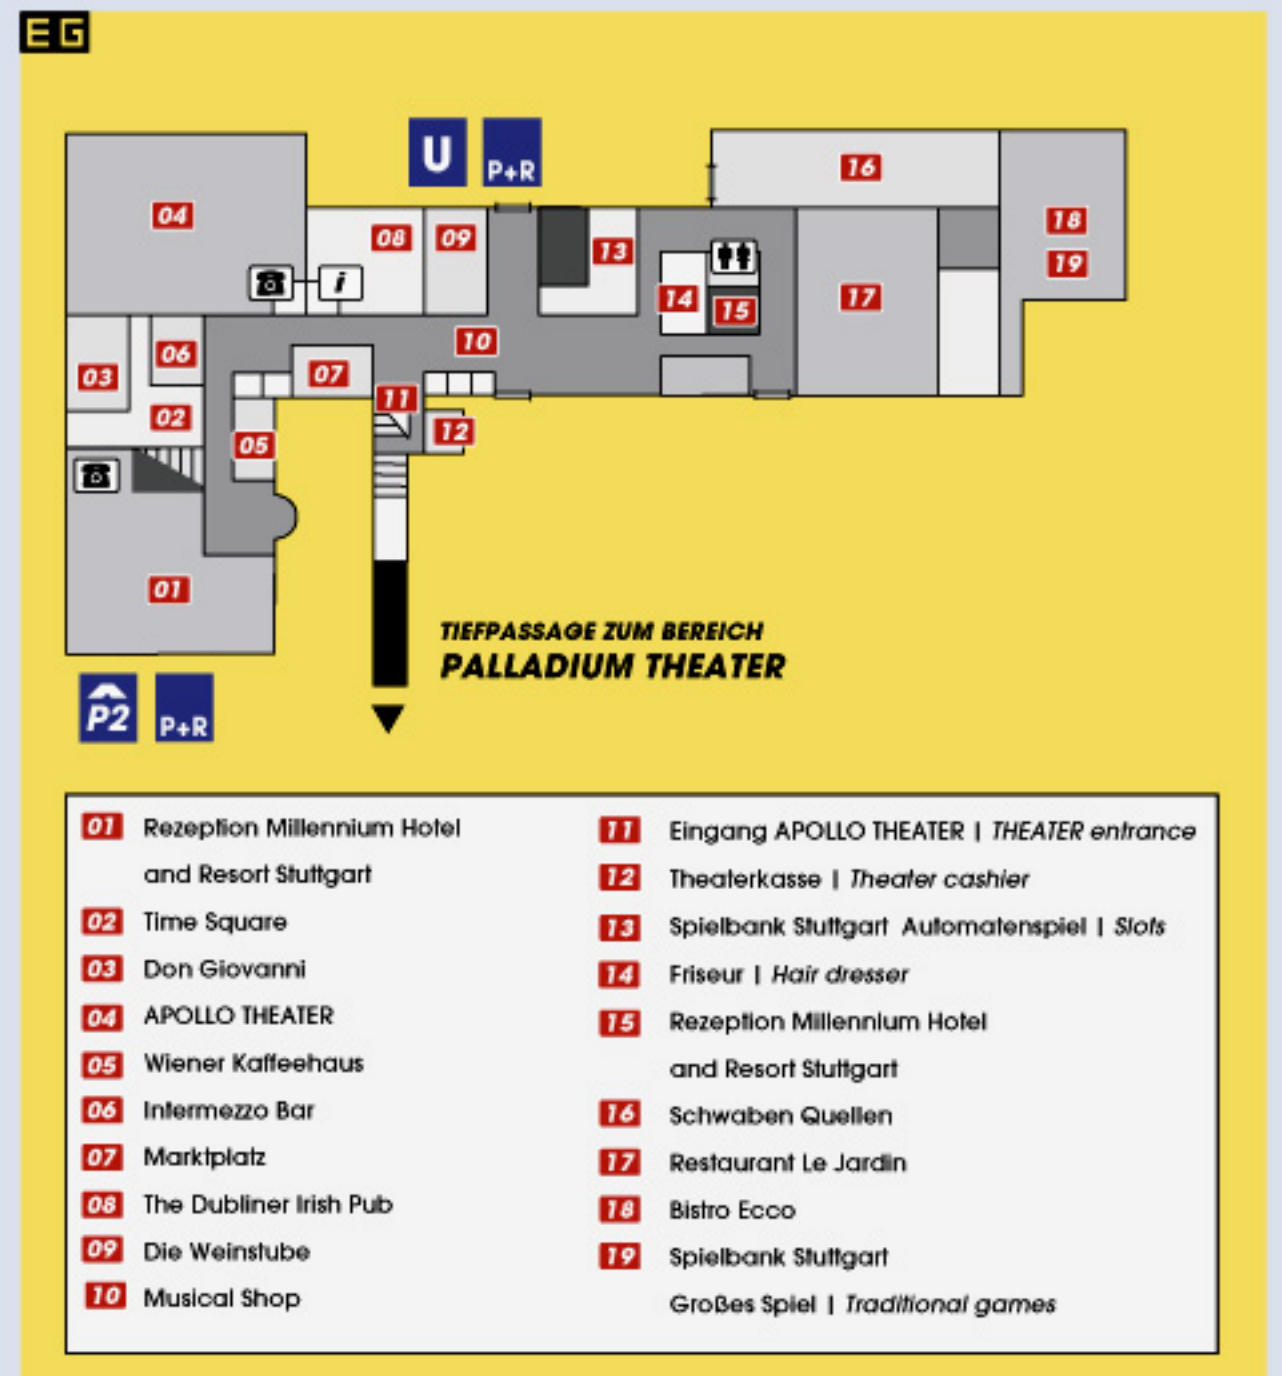 EG
U P+R
16
04
18
08 09 13
19
i
14 15 17
10
06
03 07
11
02 12
05
01
TIEFPASSAGE ZUM BEREICH
PALLADIUM THEATER
P2 P+R
01 Rezeption Millennium Hotel
and Resort Stuttgart
02 Time Square
03 Don Giovanni
04 APOLLO THEATER
05 Wiener Kaffeehaus
06 Intermezzo Bar
07 Marktplatz
08 The Dubliner Irish Pub
09 Die Weinstube
10 Musical Shop
11 Eingang APOLLO THEATER | THEATER entrance
12 Theaterkasse | Theater cashier
13 Spielbank Stuttgart Automatenspiel | Slots
14 Friseur | Hair dresser
15 Rezeption Millennium Hotel
and Resort Stuttgart
16 Schwaben Quellen
17 Restaurant Le Jardin
18 Bistro Ecco
19 Spielbank Stuttgart
Großes Spiel | Traditional games